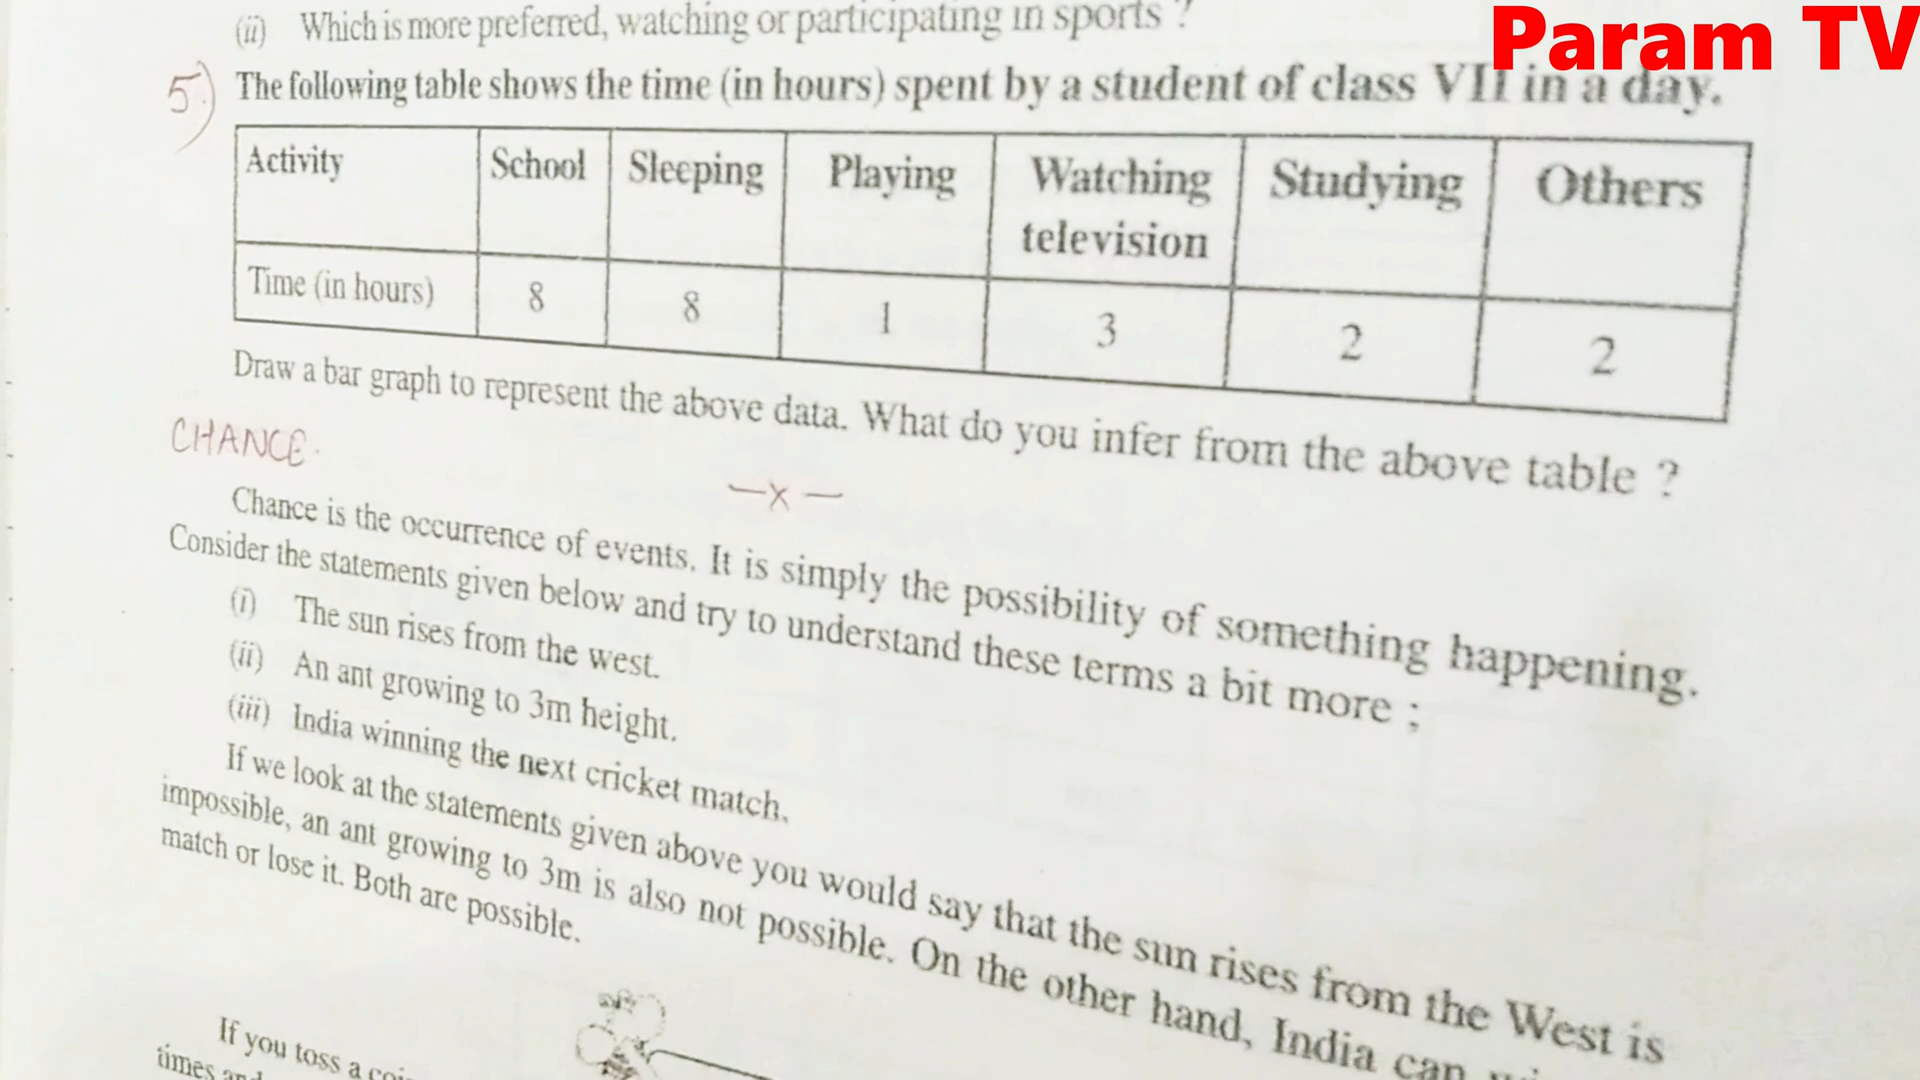 (ii) Which is more preferred, watching or participating in sports ?
Param TV
5.) The following table shows the time (in hours) spent by a student of class VII in a day.
Activity School Sleeping Playing Watching television Studying Others
Time (in hours) 8 8 1 3 2 2
Draw a bar graph to represent the above data. What do you infer from the above table ?
CHANCE.
—x—
Chance is the occurrence of events. It is simply the possibility of something happening.
Consider the statements given below and try to understand these terms a bit more ;
(i) The sun rises from the west.
(ii) An ant growing to 3m height.
(iii) India winning the next cricket match.
If we look at the statements given above you would say that the sun rises from the West is
impossible, an ant growing to 3m is also not possible. On the other hand, India can
match or lose it. Both are possible.
If you toss a
times